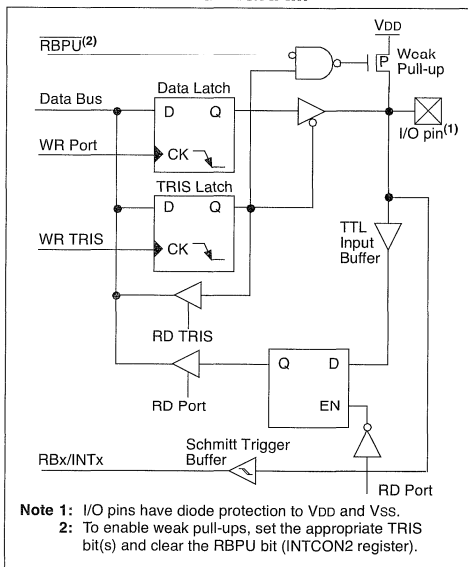 VDD
RBPU(2)
P
Weak
Pull-up
Data Latch
Data Bus
D
Q
I/O pin(1)
WR Port
CK
TRIS Latch
D
Q
TTL
Input
Buffer
WR TRIS
CK
RD TRIS
Q
D
RD Port
EN
Schmitt Trigger
Buffer
RBx/INTx
RD Port
Note 1: I/O pins have diode protection to VDD and VSS.
2: To enable weak pull-ups, set the appropriate TRIS
bit(s) and clear the RBPU bit (INTCON2 register).